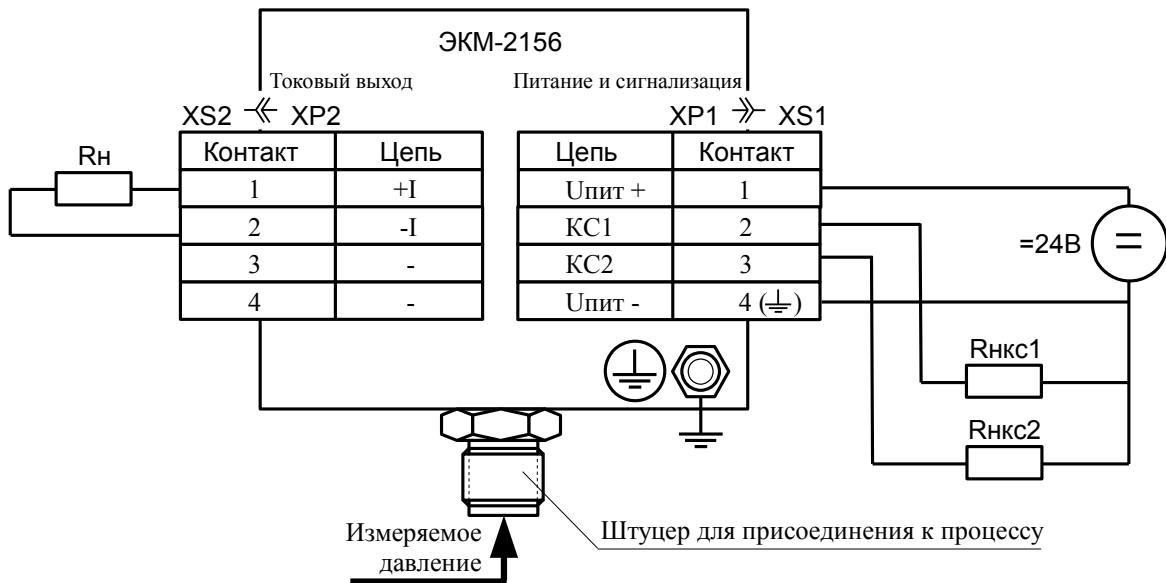 ЭКМ-2156
Токовый выход
Питание и сигнализация
XS2 XP2
XP1 XS1
Rн
Контакт Цепь
1 +I
2 -I
3 -
4 -
Цепь Контакт
Uпит + 1
КС1 2
КС2 3
Uпит - 4 ( )
=24В
Rнкс1
Rнкс2
Штуцер для присоединения к процессу
Измеряемое
давление